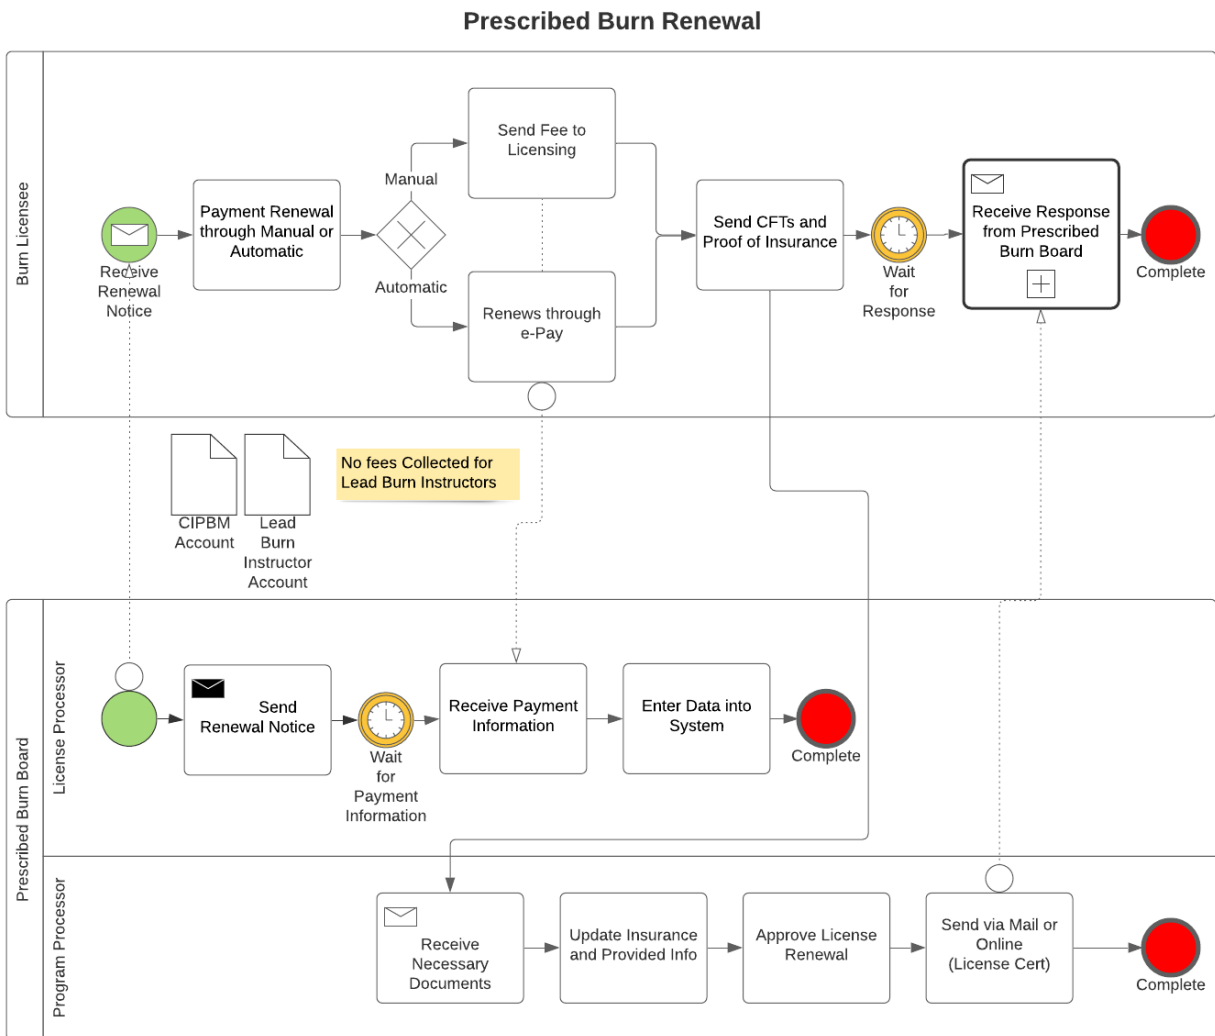 Prescribed Burn Renewal
Burn Licensee
Receive
Renewal
Notice
Payment Renewal
through Manual or
Automatic
Manual
Automatic
Send Fee to
Licensing
Renews through
e-Pay
Send CFTs and
Proof of Insurance
Wait
for
Response
Receive Response
from Prescribed
Burn Board
Complete
CIPBM
Account
Lead
Burn
Instructor
Account
No fees Collected for
Lead Burn Instructors
Prescribed Burn Board
License Processor
Send
Renewal Notice
Wait
for
Payment
Information
Receive Payment
Information
Enter Data into
System
Complete
Program Processor
Receive
Necessary
Documents
Update Insurance
and Provided Info
Approve License
Renewal
Send via Mail or
Online
(License Cert)
Complete